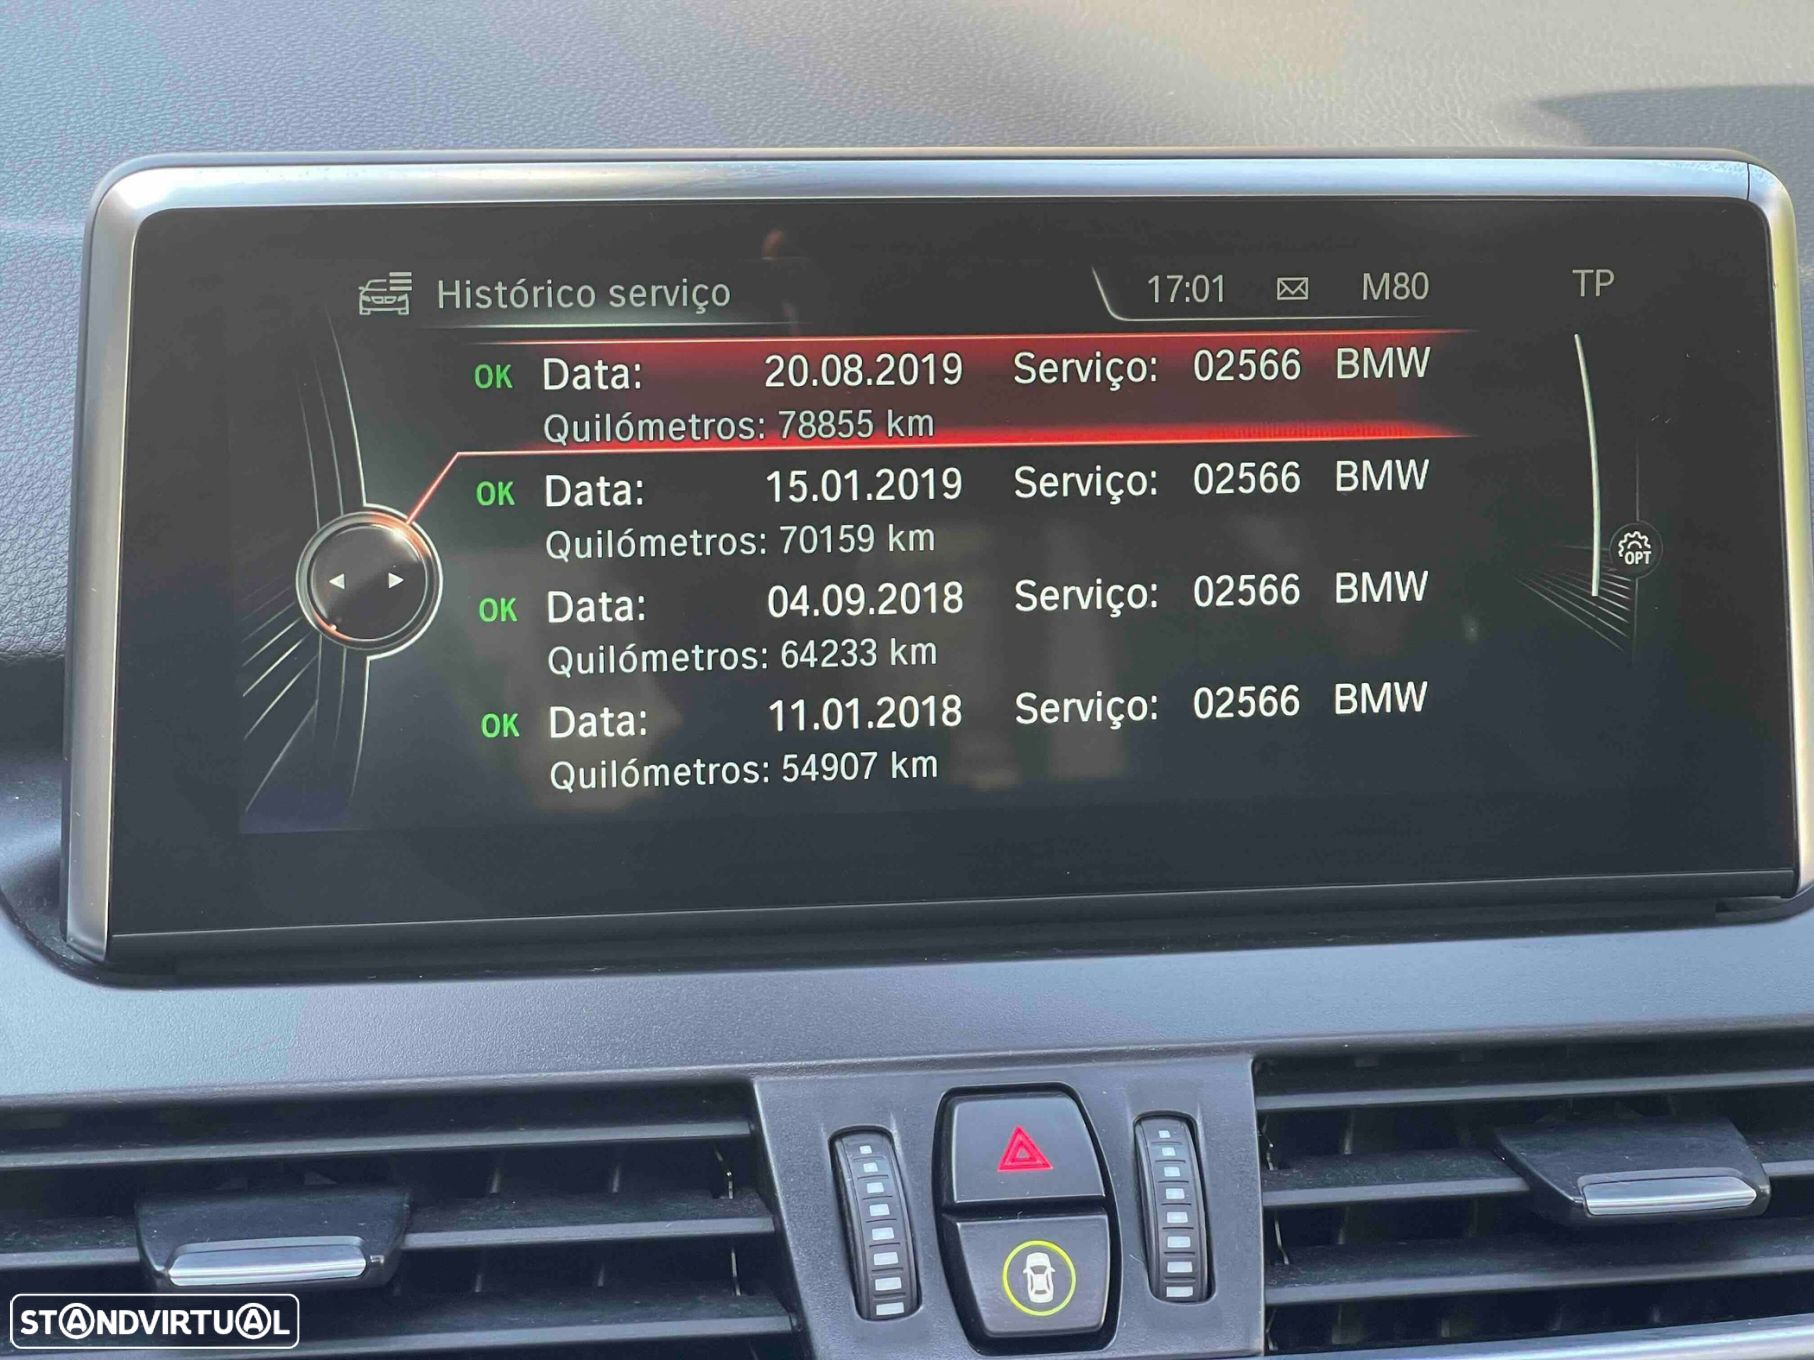 Histórico serviço 17:01 M80 TP
OK Data: 20.08.2019 Serviço: 02566 BMW
Quilómetros: 78855 km
OK Data: 15.01.2019 Serviço: 02566 BMW
Quilómetros: 70159 km
OPT
OK Data: 04.09.2018 Serviço: 02566 BMW
Quilómetros: 64233 km
OK Data: 11.01.2018 Serviço: 02566 BMW
Quilómetros: 54907 km
STANDVIRTUAL